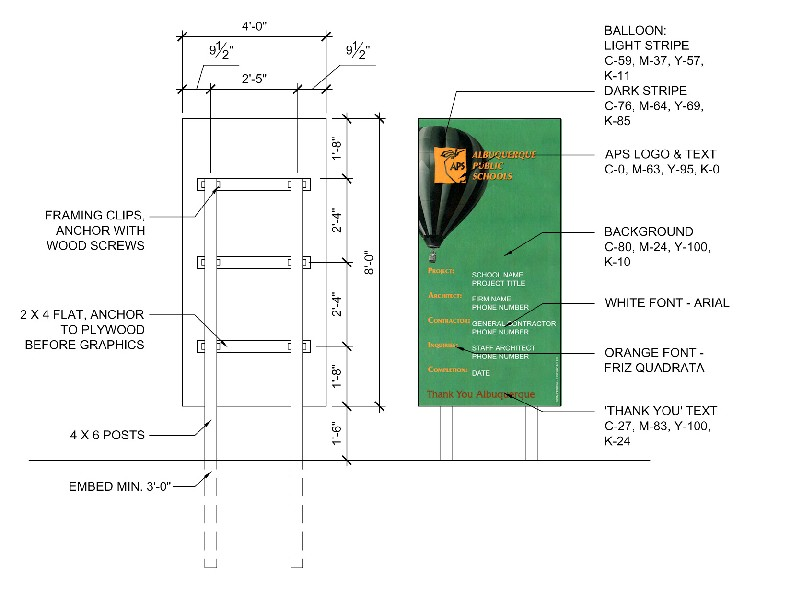 4'-0"
9½"
9½"
2'-5"
1'-8"
2'-4"
2'-4"
1'-8"
1'-6"
8'-0"
FRAMING CLIPS,
ANCHOR WITH
WOOD SCREWS
2 X 4 FLAT, ANCHOR
TO PLYWOOD
BEFORE GRAPHICS
4 X 6 POSTS
EMBED MIN. 3'-0"
APS
ALBUQUERQUE
PUBLIC
SCHOOLS
PROJECT:
SCHOOL NAME
PROJECT TITLE
ARCHITECT:
FIRM NAME
PHONE NUMBER
CONTRACTOR:
GENERAL CONTRACTOR
PHONE NUMBER
INQUIRIES:
STAFF ARCHITECT
PHONE NUMBER
COMPLETION:
DATE
Thank You Albuquerque
BALLOON:
LIGHT STRIPE
C-59, M-37, Y-57,
K-11
DARK STRIPE
C-76, M-64, Y-69,
K-85
APS LOGO & TEXT
C-0, M-63, Y-95, K-0
BACKGROUND
C-80, M-24, Y-100,
K-10
WHITE FONT - ARIAL
ORANGE FONT -
FRIZ QUADRATA
'THANK YOU' TEXT
C-27, M-83, Y-100,
K-24